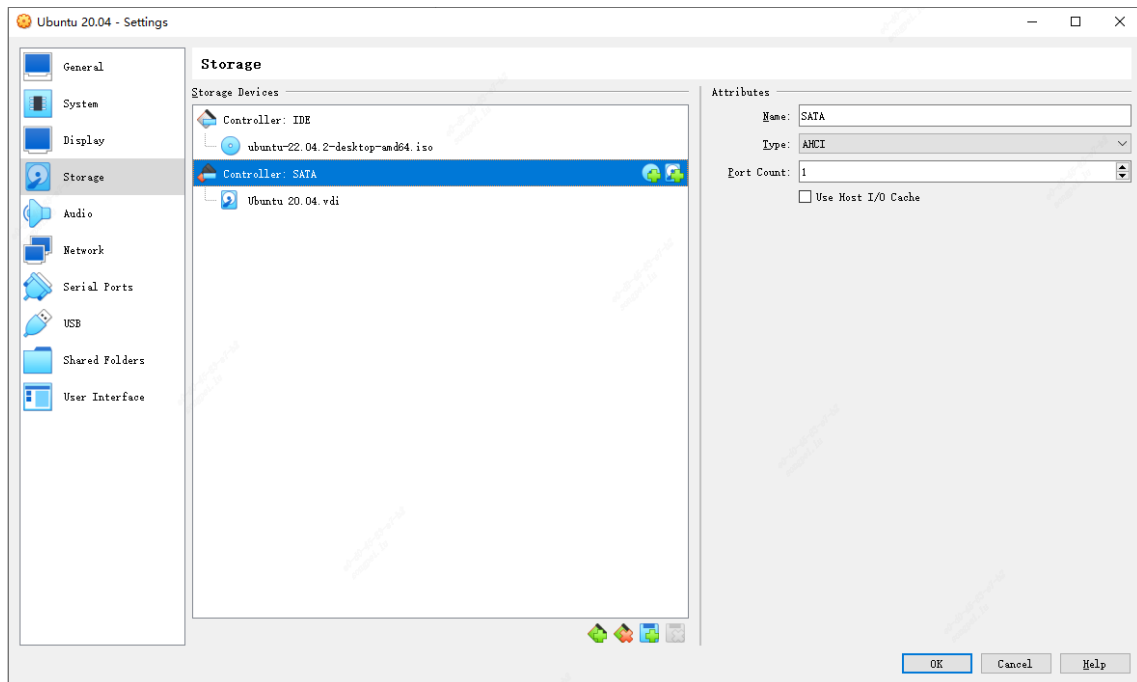 Ubuntu 20.04 - Settings
General
System
Display
Storage
Audio
Network
Serial Ports
USB
Shared Folders
User Interface
Storage
Storage Devices
Controller: IDE
ubuntu-22.04.2-desktop-amd64.iso
Controller: SATA
Ubuntu 20.04.vdi
Attributes
Name: SATA
Type: AHCI
Port Count: 1
Use Host I/O Cache
OK Cancel Help